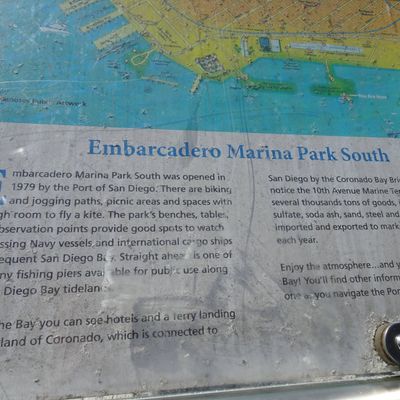 Denotes Public Artwork
Embarcadero Marina Park South
Embarcadero Marina Park South was opened in
1979 by the Port of San Diego. There are biking
and jogging paths, picnic areas and spaces with
gh room to fly a kite. The park's benches, tables,
bservation points provide good spots to watch
ssing Navy vessels and international cargo ships
equent San Diego Bay. Straight ahead is one of
ny fishing piers available for public use along
Diego Bay tideland
he Bay you can see hotels and a ferry landing
land of Coronado, which is connected to
San Diego by the Coronado Bay Bri
notice the 10th Avenue Marine Ter
several thousands tons of goods, i
sulfate, soda ash, sand, steel and
imported and exported to mark
each year.
Enjoy the atmosphere...and y
Bay! You'll find other inform
one as you navigate the Por